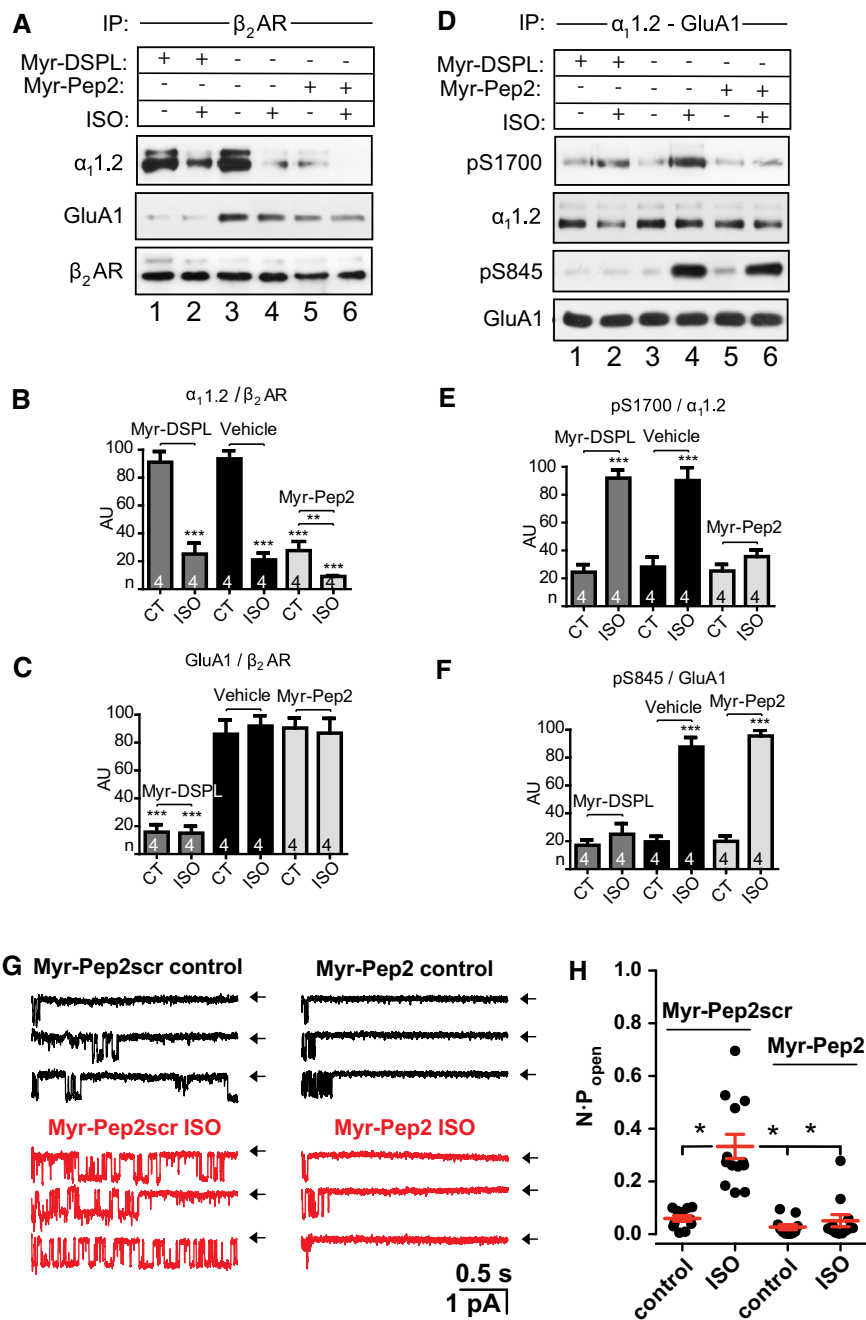 A
IP: β2AR
Myr-DSPL: + + - - - -
Myr-Pep2: - - - - + +
ISO: - + - + - +
α11.2
GluA1
β2AR
1 2 3 4 5 6
D
IP: α11.2 - GluA1
Myr-DSPL: + + - - - -
Myr-Pep2: - - - - + +
ISO: - + - + - +
pS1700
α11.2
pS845
GluA1
1 2 3 4 5 6
B
α11.2 / β2AR
Myr-DSPL
Vehicle
Myr-Pep2
**
*** *** *** ***
AU
100
80
60
40
20
n 4 4 4 4 4 4
CT ISO CT ISO CT ISO
E
pS1700 / α11.2
Myr-DSPL
Vehicle
Myr-Pep2
*** ***
AU
100
80
60
40
20
n 4 4 4 4 4 4
CT ISO CT ISO CT ISO
C
GluA1 / β2AR
Vehicle Myr-Pep2
Myr-DSPL
*** ***
AU
100
80
60
40
20
n 4 4 4 4 4 4
CT ISO CT ISO CT ISO
F
pS845 / GluA1
Vehicle
Myr-Pep2
Myr-DSPL
*** ***
AU
100
80
60
40
20
n 4 4 4 4 4 4
CT ISO CT ISO CT ISO
G
Myr-Pep2scr control
Myr-Pep2 control
Myr-Pep2scr ISO
Myr-Pep2 ISO
0.5 s
1 pA
H
1.0
0.8
0.6
0.4
0.2
0.0
N·Popen
Myr-Pep2scr
Myr-Pep2
* * *
control ISO control ISO